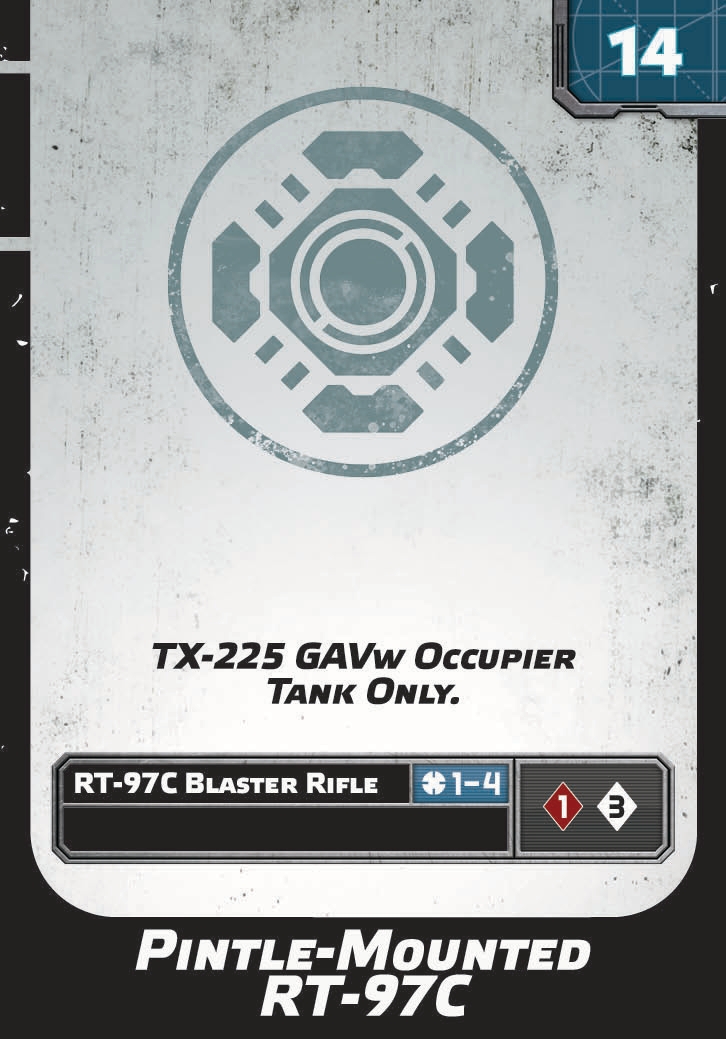 14
TX-225 GAVw Occupier
Tank Only.
RT-97C Blaster Rifle 1–4
1 3
Pintle-Mounted
RT-97C